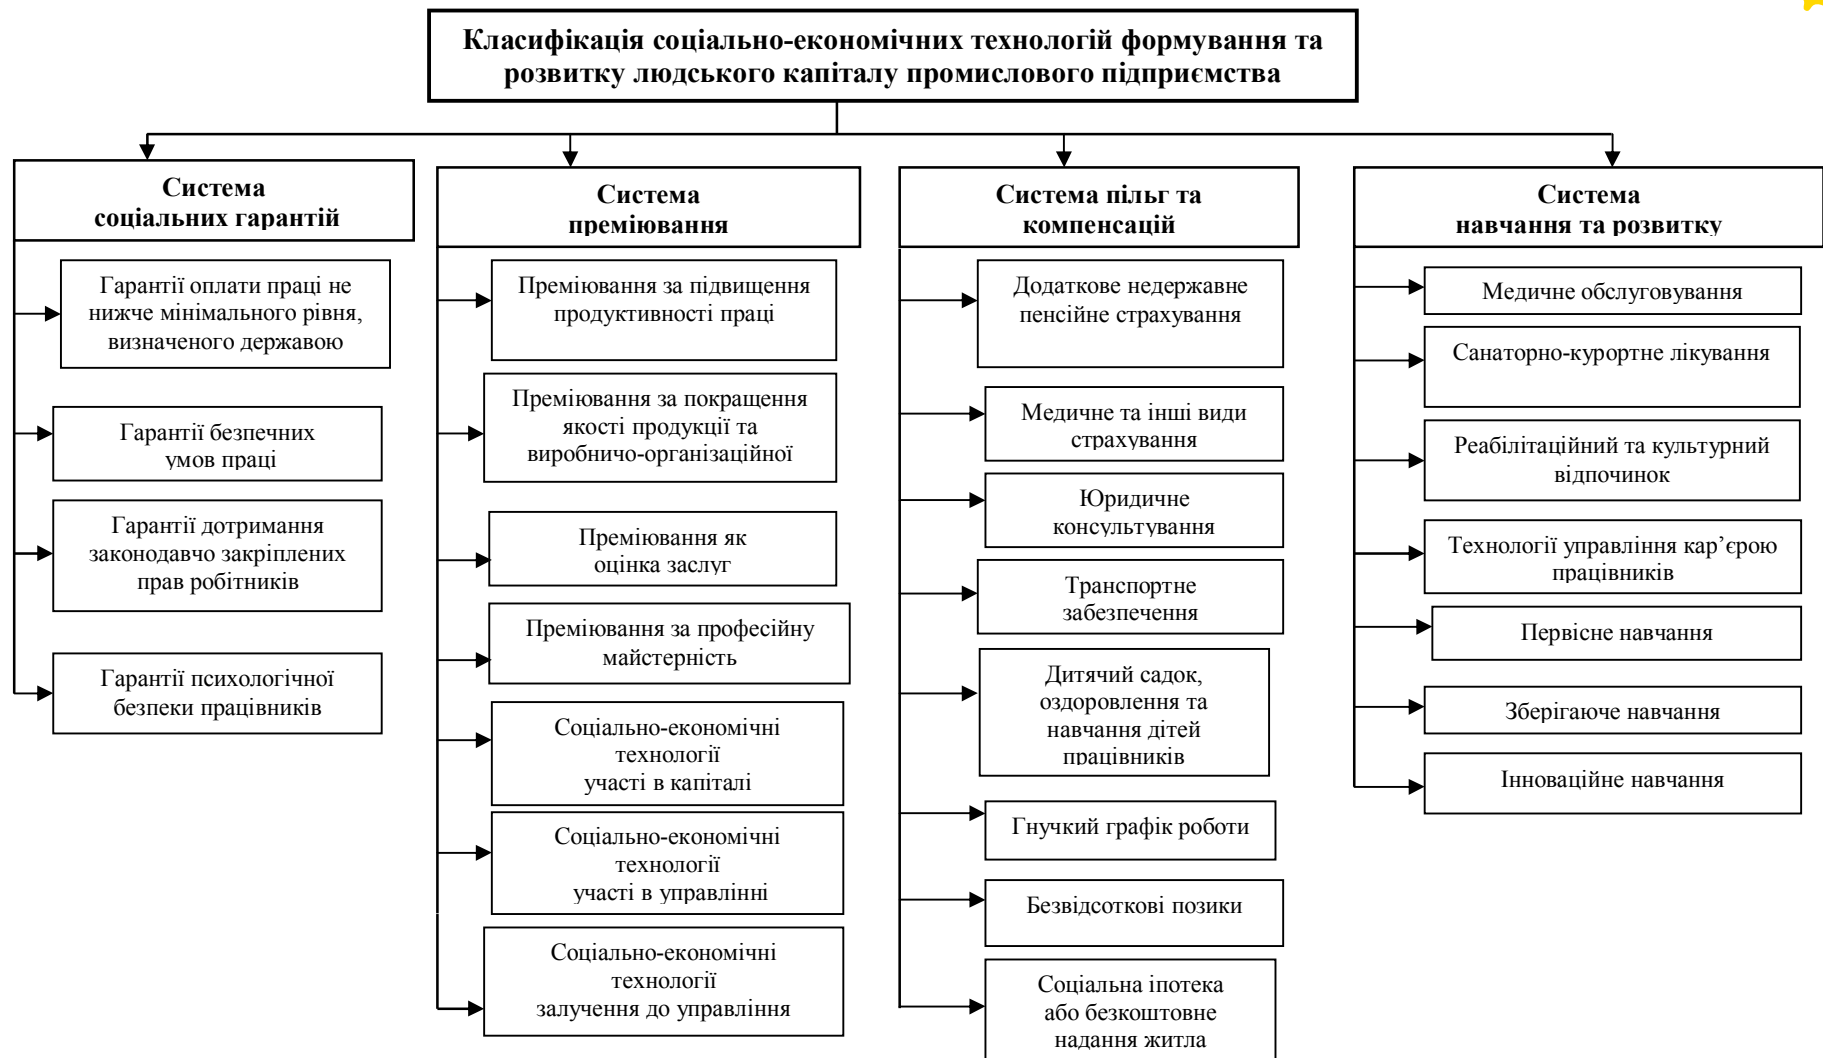 Класифікація соціально-економічних технологій формування та
розвитку людського капіталу промислового підприємства
Система
соціальних гарантій
Гарантії оплати праці не
нижче мінімального рівня,
визначеного державою
Гарантії безпечних
умов праці
Гарантії дотримання
законодавчо закріплених
прав робітників
Гарантії психологічної
безпеки працівників
Система
преміювання
Преміювання за підвищення
продуктивності праці
Преміювання за покращення
якості продукції та
виробничо-організаційної
Преміювання як
оцінка заслуг
Преміювання за професійну
майстерність
Соціально-економічні
технології
участі в капіталі
Соціально-економічні
технології
участі в управлінні
Соціально-економічні
технології
залучення до управління
Система пільг та
компенсацій
Додаткове недержавне
пенсійне страхування
Медичне та інші види
страхування
Юридичне
консультування
Транспортне
забезпечення
Дитячий садок,
оздоровлення та
навчання дітей
працівників
Гнучкий графік роботи
Безвідсоткові позики
Соціальна іпотека
або безкоштовне
надання житла
Система
навчання та розвитку
Медичне обслуговування
Санаторно-курортне лікування
Реабілітаційний та культурний
відпочинок
Технології управління кар’єрою
працівників
Первісне навчання
Зберігаюче навчання
Інноваційне навчання